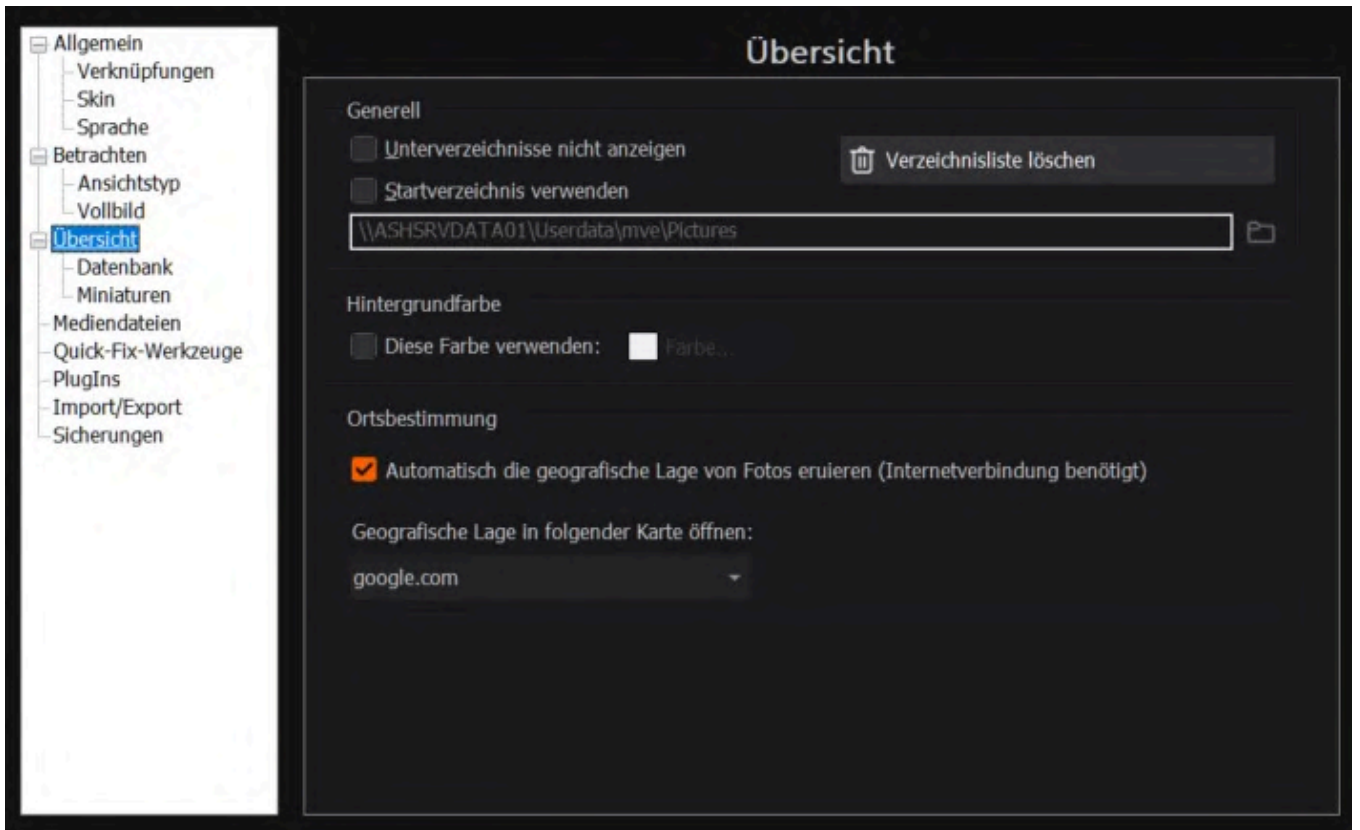 Allgemein
Verknüpfungen
Skin
Sprache
Betrachten
Ansichtstyp
Vollbild
Übersicht
Datenbank
Miniaturen
Mediendateien
Quick-Fix-Werkzeuge
PlugIns
Import/Export
Sicherungen
Übersicht
Generell
Unterverzeichnisse nicht anzeigen
Verzeichnisliste löschen
Startverzeichnis verwenden
\\ASHSRVDATA01\Userdata\mve\Pictures
Hintergrundfarbe
Diese Farbe verwenden: Farbe...
Ortsbestimmung
Automatisch die geografische Lage von Fotos eruieren (Internetverbindung benötigt)
Geografische Lage in folgender Karte öffnen:
google.com